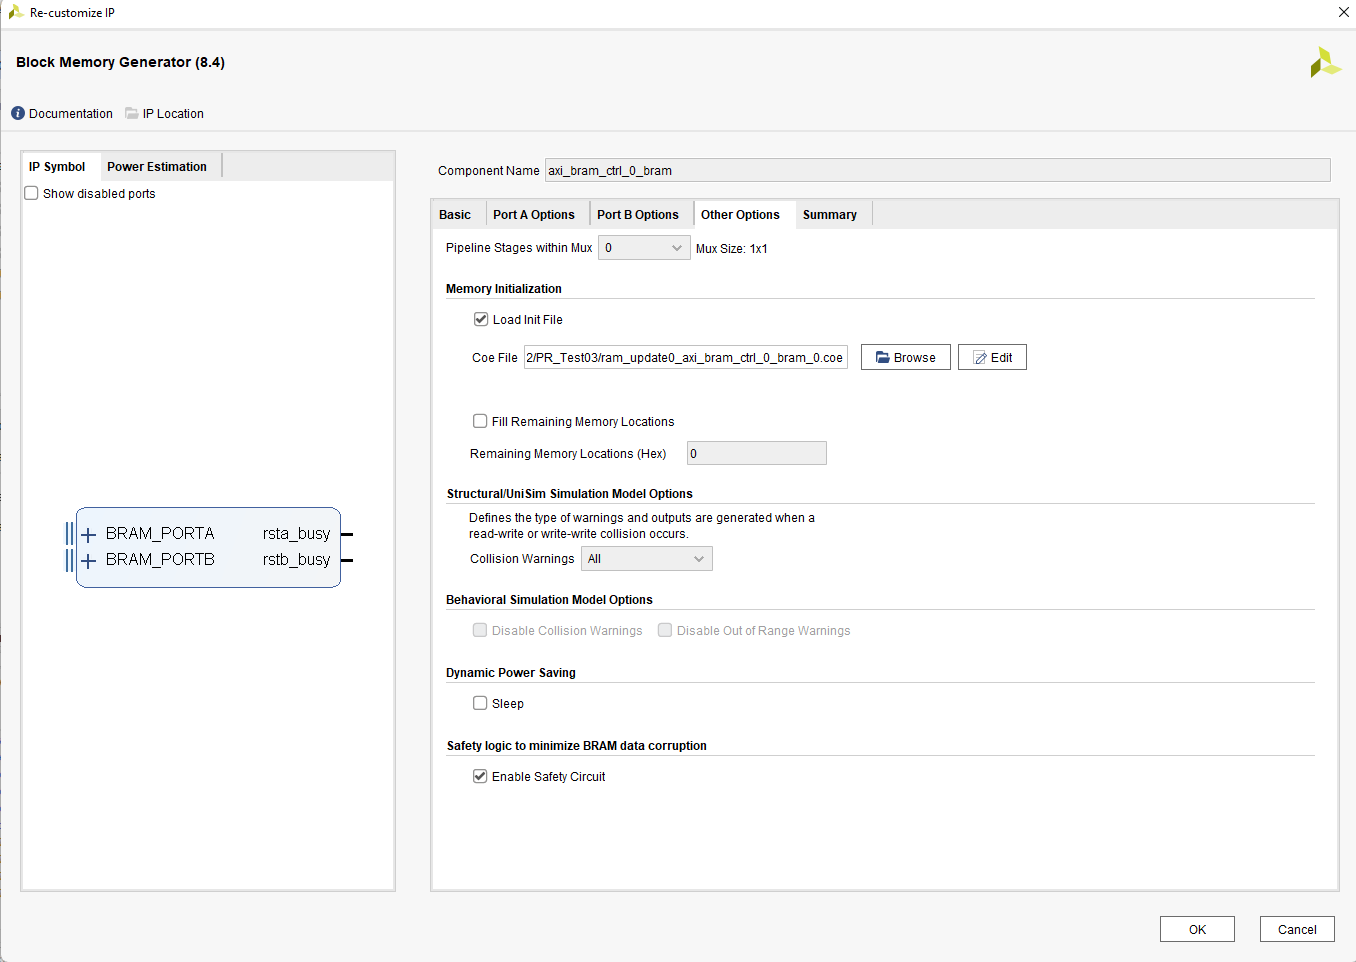 Re-customize IP
Block Memory Generator (8.4)
Documentation IP Location
IP Symbol Power Estimation
Show disabled ports
BRAM_PORTA rsta_busy
BRAM_PORTB rstb_busy
Component Name axi_bram_ctrl_0_bram
Basic Port A Options Port B Options Other Options Summary
Pipeline Stages within Mux 0 Mux Size: 1x1
Memory Initialization
Load Init File
Coe File 2/PR_Test03/ram_update0_axi_bram_ctrl_0_bram_0.coe Browse Edit
Fill Remaining Memory Locations
Remaining Memory Locations (Hex) 0
Structural/UniSim Simulation Model Options
Defines the type of warnings and outputs are generated when a
read-write or write-write collision occurs.
Collision Warnings All
Behavioral Simulation Model Options
Disable Collision Warnings Disable Out of Range Warnings
Dynamic Power Saving
Sleep
Safety logic to minimize BRAM data corruption
Enable Safety Circuit
OK Cancel